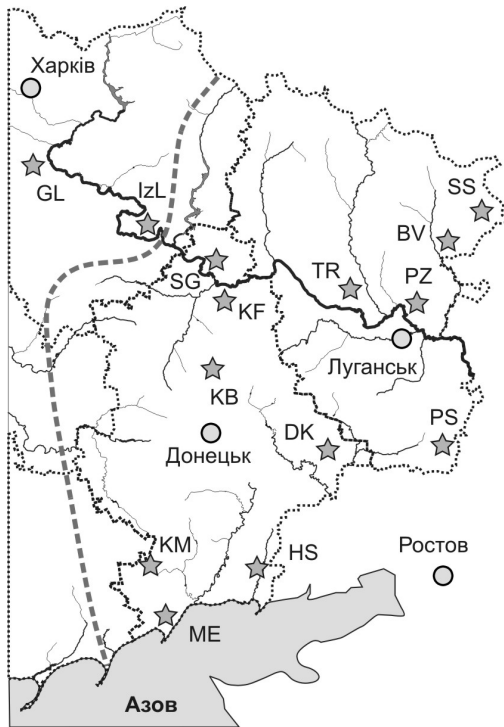 Харків
GL
IzL
SS
BV
SG
TR
PZ
KF
Луганськ
KB
DK
PS
Донецьк
KM
HS
Ростов
ME
Азов